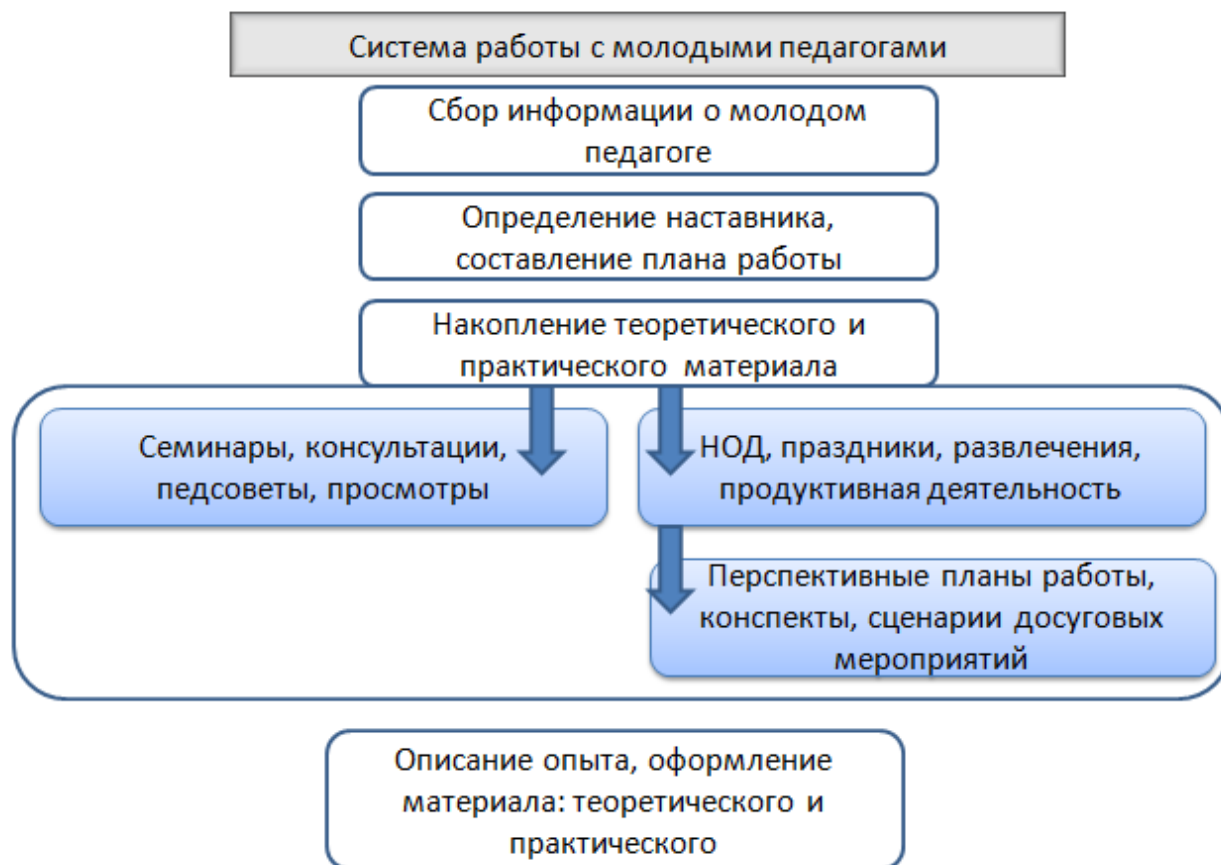 Система работы с молодыми педагогами
Сбор информации о молодом
педагоге
Определение наставника,
составление плана работы
Накопление теоретического и
практического материала
Семинары, консультации,
педсоветы, просмотры
НОД, праздники, развлечения,
продуктивная деятельность
Перспективные планы работы,
конспекты, сценарии досуговых
мероприятий
Описание опыта, оформление
материала: теоретического и
практического